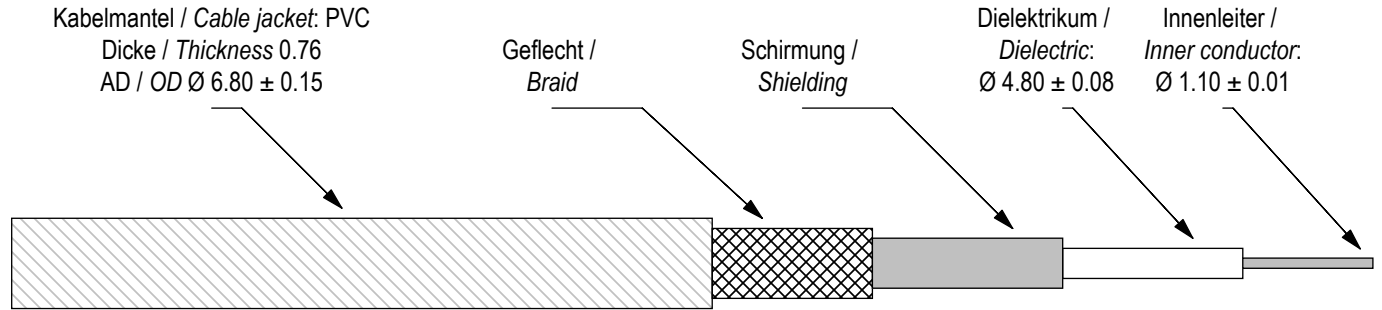 Kabelmantel / Cable jacket: PVC
Dicke / Thickness 0.76
AD / OD Ø 6.80 ± 0.15
Geflecht /
Braid
Schirmung /
Shielding
Dielektrikum /
Dielectric:
Ø 4.80 ± 0.08
Innenleiter /
Inner conductor:
Ø 1.10 ± 0.01